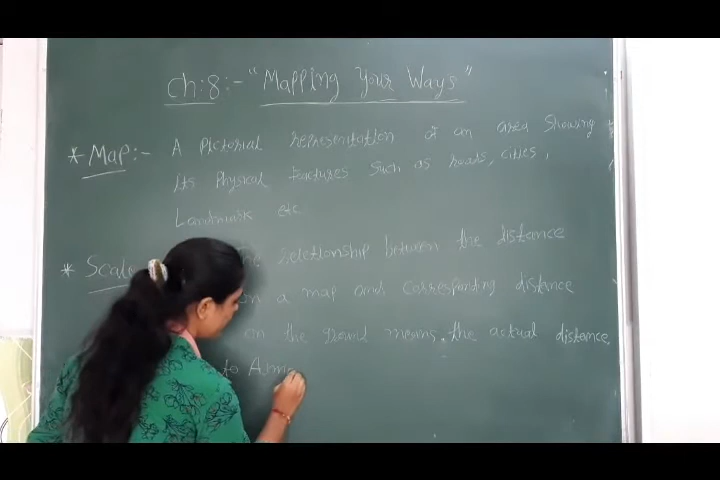 Ch:8:- "Mapping Your Ways"
* Map:- A Pictorial representation of an area showing
its Physical features such as roads, cities,
Landmark etc
* Scale The relationship between the distance
on a map and corresponding distance
on the ground means, the actual distance
to